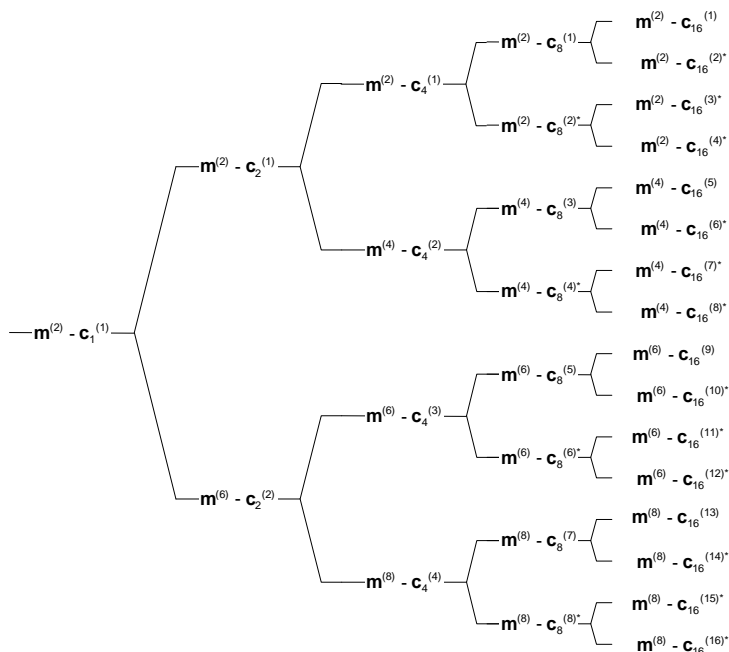 m(2) - c16(1)
m(2) - c8(1)
m(2) - c16(2)*
m(2) - c4(1)
m(2) - c16(3)*
m(2) - c8(2)*
m(2) - c16(4)*
m(2) - c2(1)
m(4) - c16(5)
m(4) - c8(3)
m(4) - c16(6)*
m(4) - c4(2)
m(4) - c16(7)*
m(4) - c8(4)*
m(4) - c16(8)*
m(2) - c1(1)
m(6) - c16(9)
m(6) - c8(5)
m(6) - c16(10)*
m(6) - c4(3)
m(6) - c16(11)*
m(6) - c8(6)*
m(6) - c16(12)*
m(6) - c2(2)
m(8) - c16(13)
m(8) - c8(7)
m(8) - c16(14)*
m(8) - c4(4)
m(8) - c16(15)*
m(8) - c8(8)*
m(8) - c16(16)*